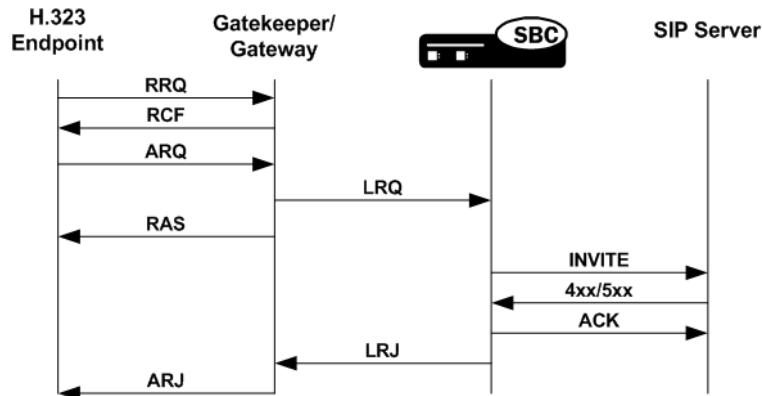 H.323
Endpoint
Gatekeeper/
Gateway
SBC
SIP Server
RRQ
RCF
ARQ
LRQ
RAS
INVITE
4xx/5xx
ACK
LRJ
ARJ